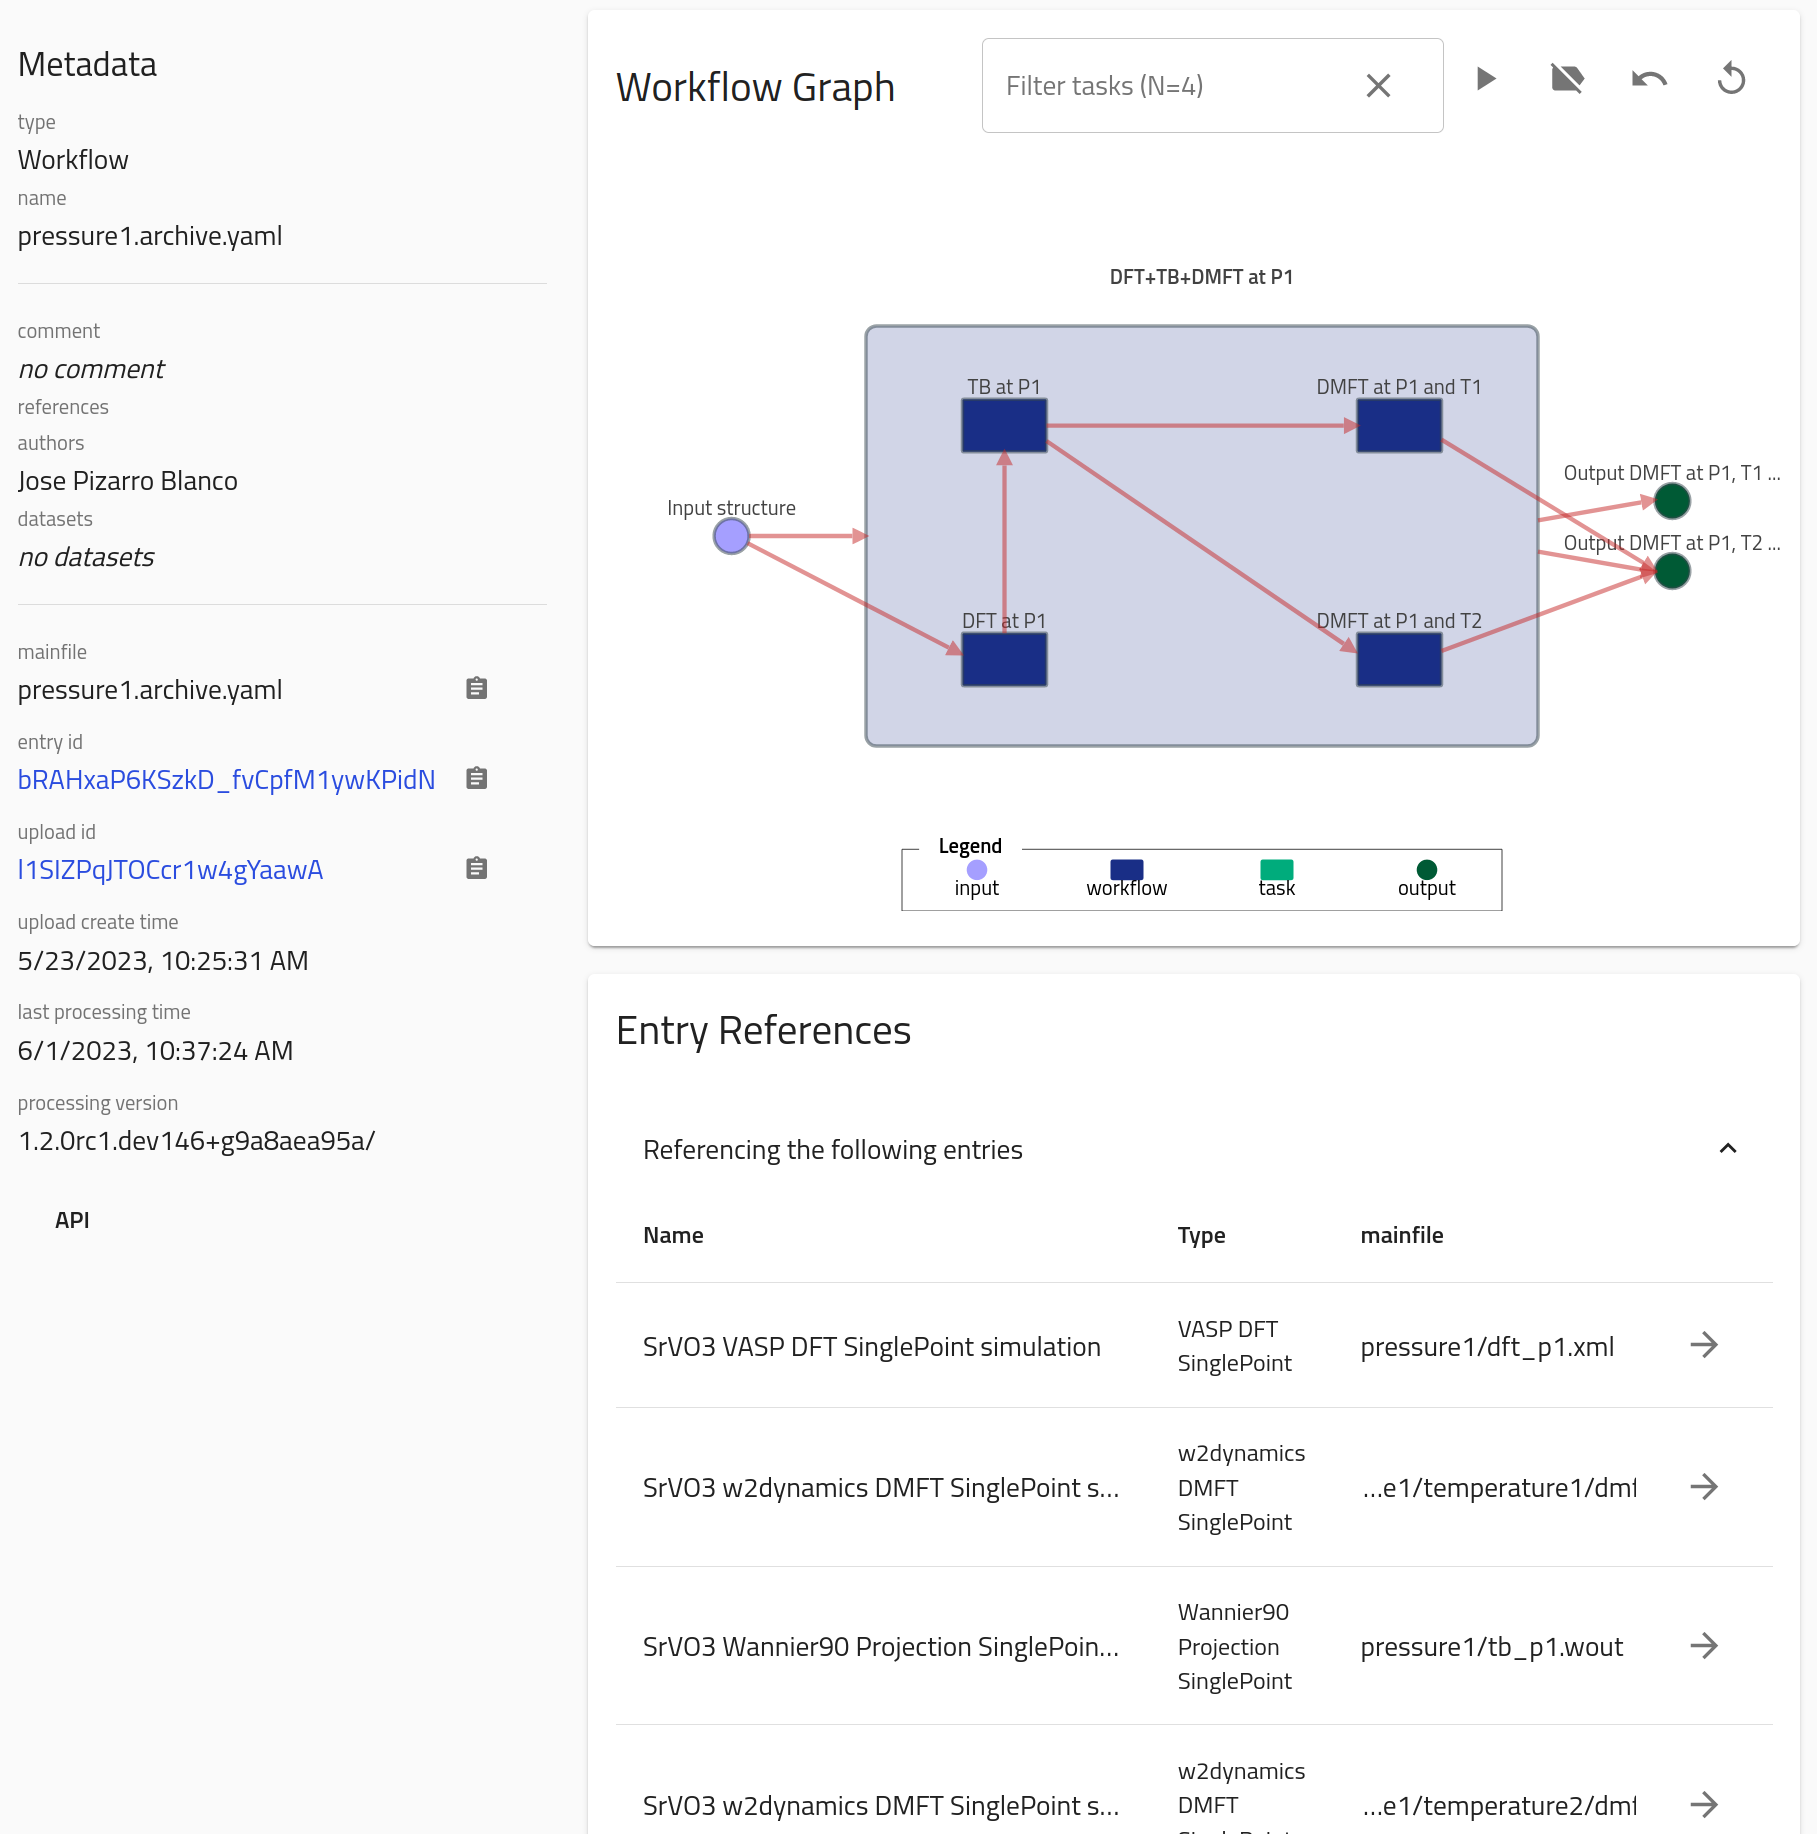 Metadata
type
Workflow
name
pressure1.archive.yaml
comment
no comment
references
authors
Jose Pizarro Blanco
datasets
no datasets
mainfile
pressure1.archive.yaml
entry id
bRAHxaP6KSzkD_fvCpfM1ywKPidN
upload id
l1SIZPqJTOCcr1w4gYaawA
upload create time
5/23/2023, 10:25:31 AM
last processing time
6/1/2023, 10:37:24 AM
processing version
1.2.0rc1.dev146+g9a8aea95a/
API
Workflow Graph
Filter tasks (N=4)
DFT+TB+DMFT at P1
TB at P1
DMFT at P1 and T1
Output DMFT at P1, T1 ...
Input structure
Output DMFT at P1, T2 ...
DFT at P1
DMFT at P1 and T2
Legend
input
workflow
task
output
Entry References
Referencing the following entries
Name Type mainfile
SrVO3 VASP DFT SinglePoint simulation
VASP DFT
SinglePoint
pressure1/dft_p1.xml
SrVO3 w2dynamics DMFT SinglePoint s...
w2dynamics
DMFT
SinglePoint
...e1/temperature1/dmf
SrVO3 Wannier90 Projection SinglePoin...
Wannier90
Projection
SinglePoint
pressure1/tb_p1.wout
SrVO3 w2dynamics DMFT SinglePoint s...
w2dynamics
DMFT
...e1/temperature2/dmf